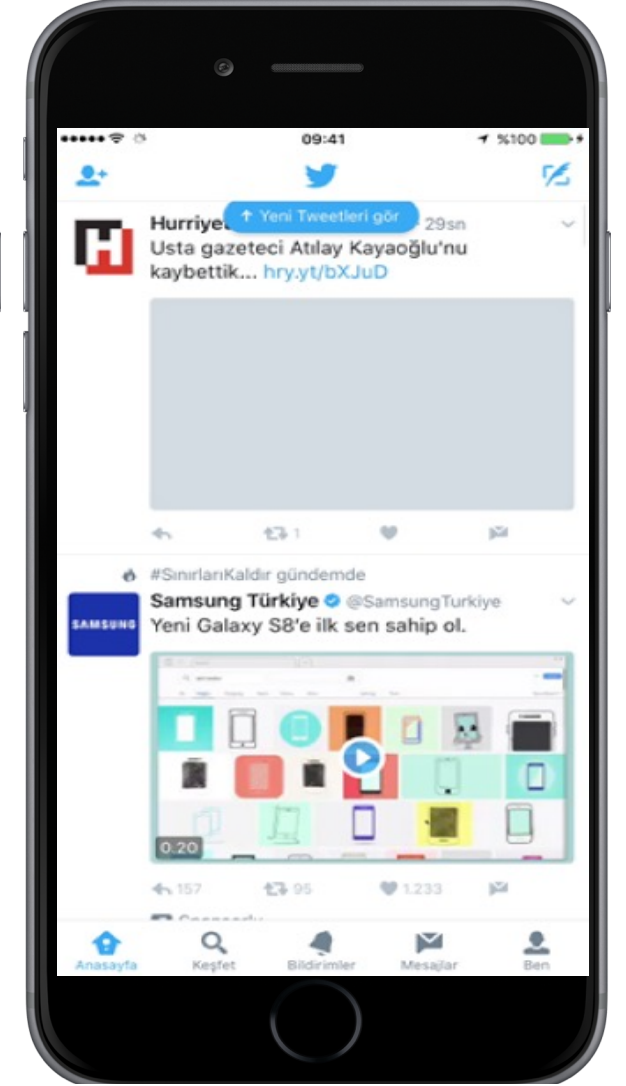 09:41
%100
↑ Yeni Tweetleri gör
29sn
Usta gazeteci Atılay Kayaoğlu'nu
kaybettik... hry.yt/bXJuD
1
#SınırlarıKaldır gündemde
Samsung Türkiye @SamsungTurkiye
SAMSUNG
Yeni Galaxy S8'e ilk sen sahip ol.
0:20
157 95 1.233
Anasayfa Keşfet Bildirimler Mesajlar Ben